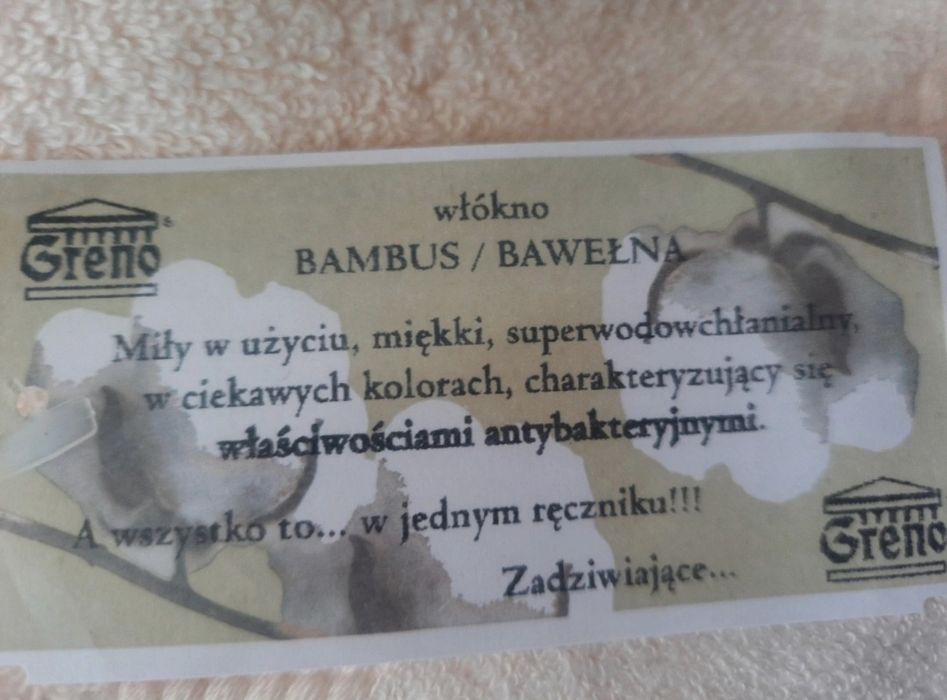 Greno®
włókno
BAMBUS / BAWEŁNA
Miły w użyciu, miękki, superwodowchłanialny,
w ciekawych kolorach, charakteryzujący się
właściwościami antybakteryjnymi.
A wszystko to... w jednym ręczniku!!!
Zadziwiające...
Greno